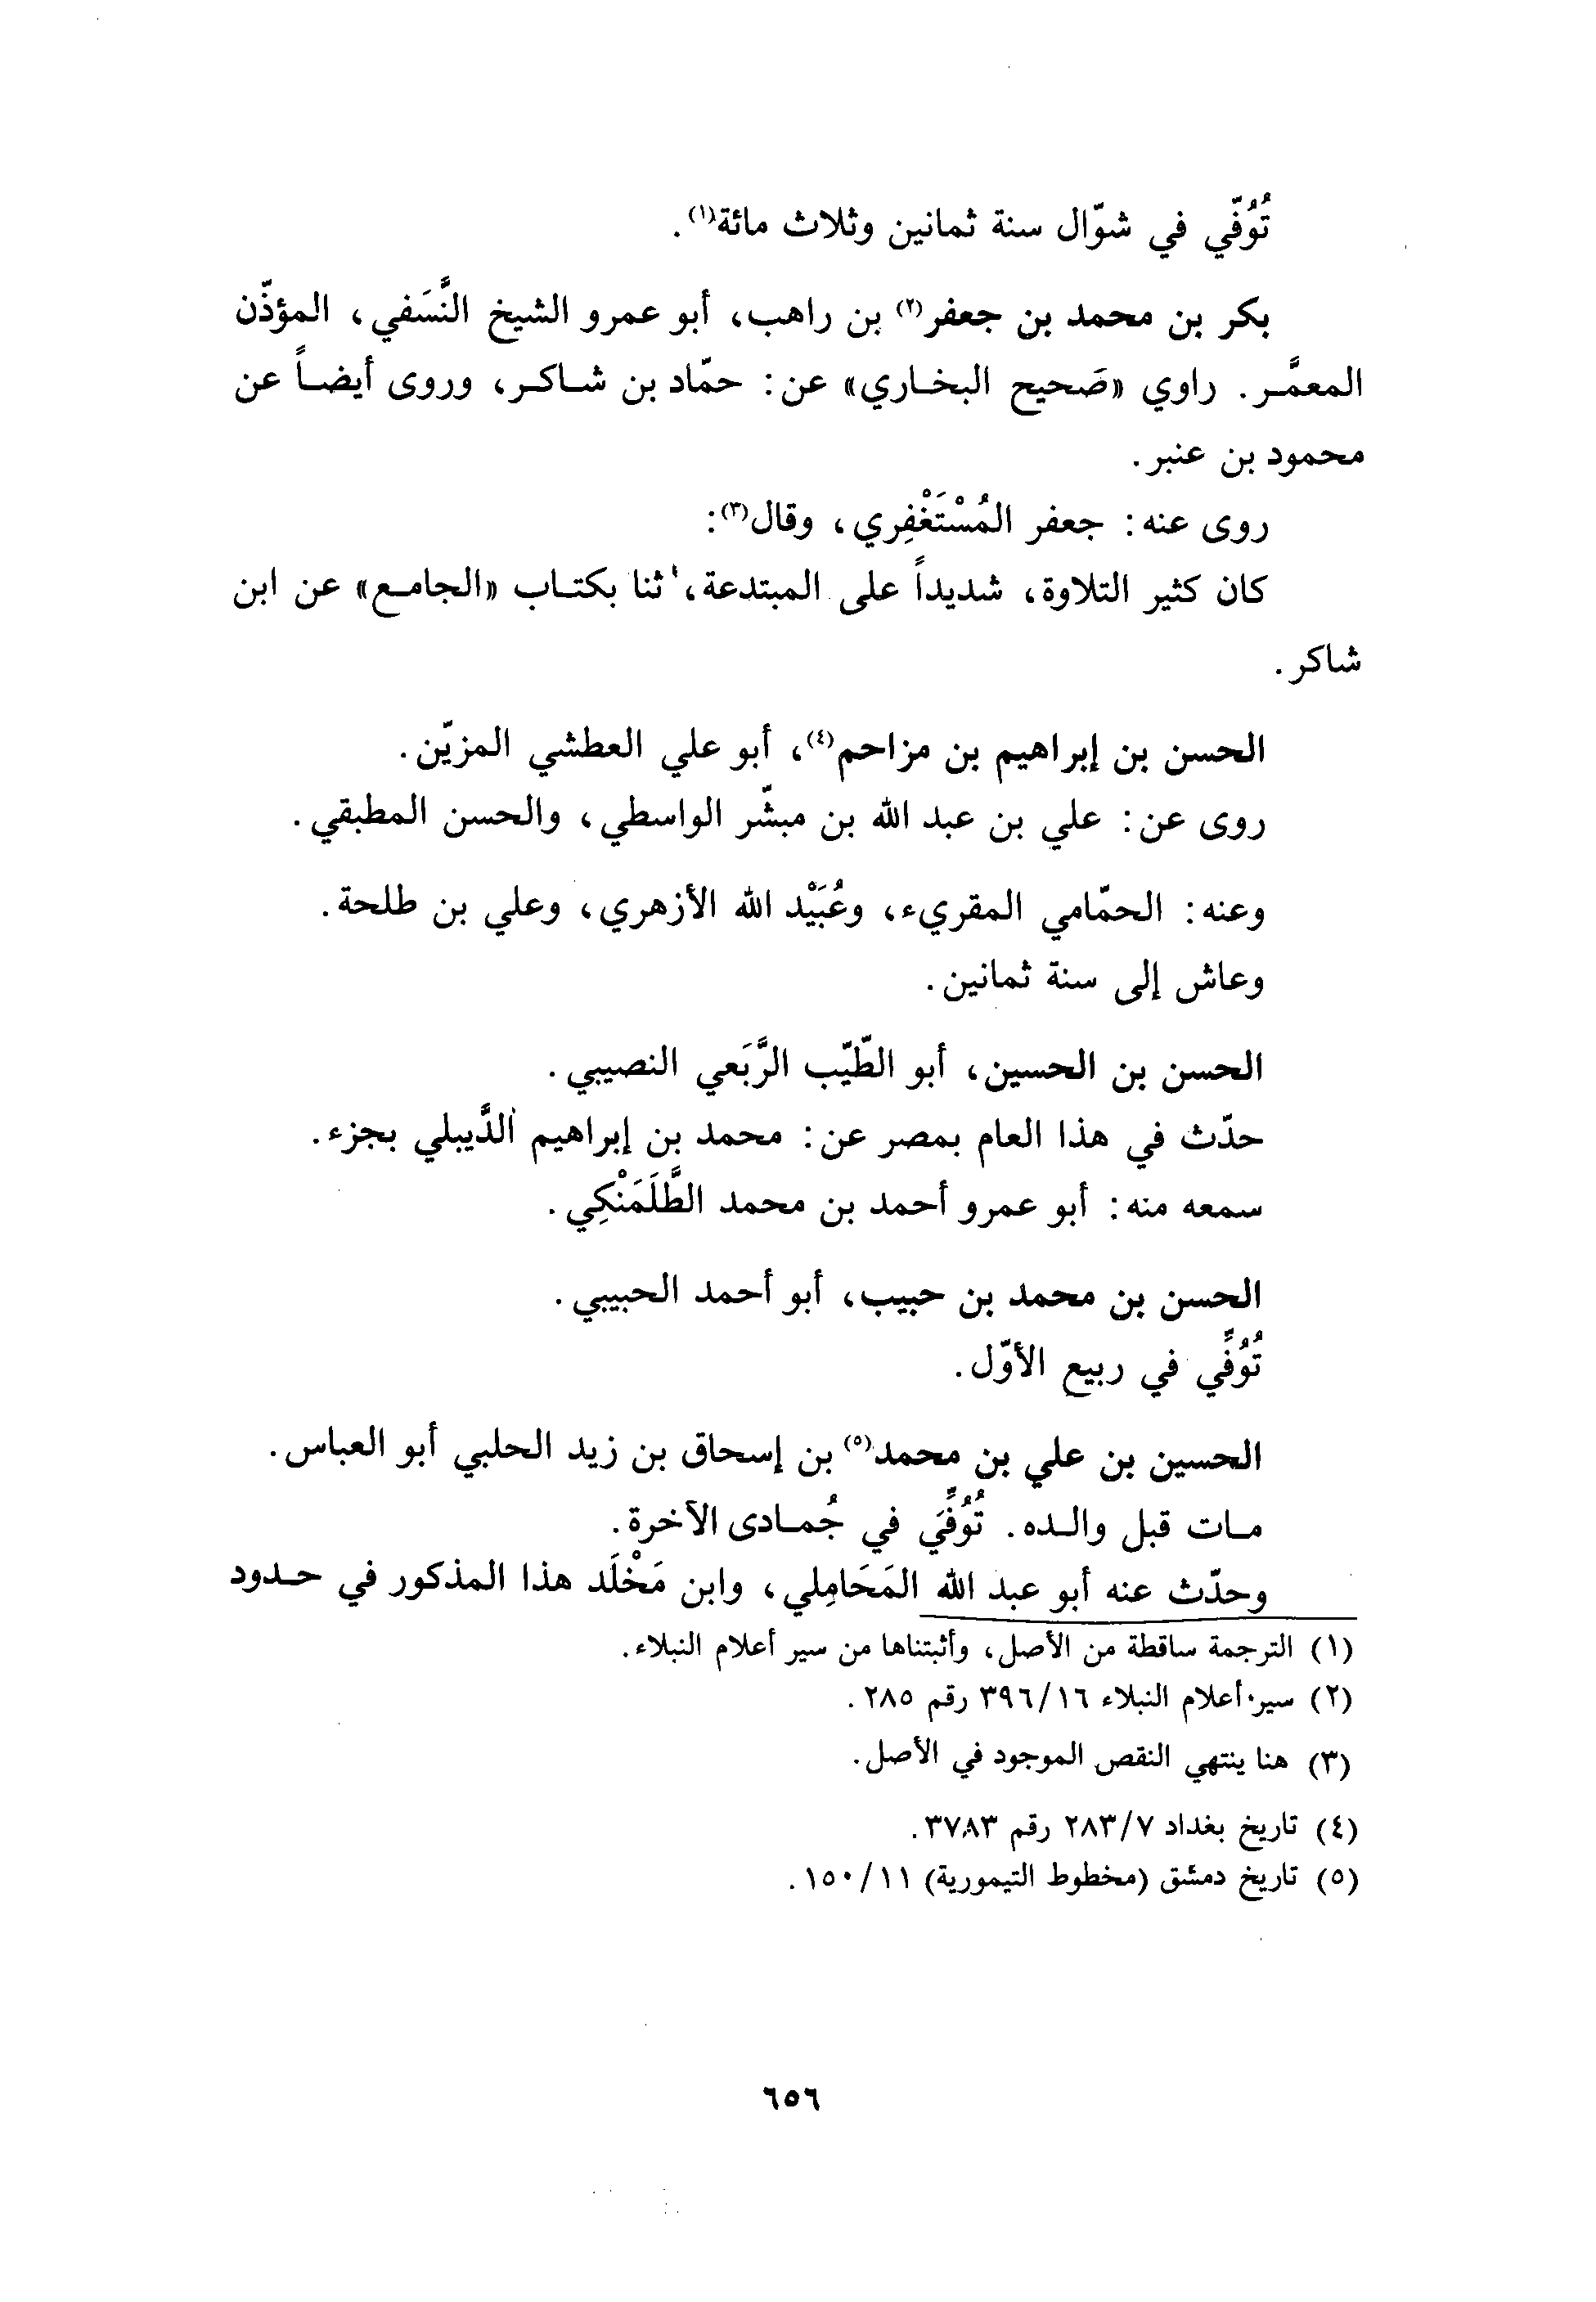 تُوُفّي في شوّال سنة ثمانين وثلاث مائة(١).
بكر بن محمد بن جعفر(٢) بن راهب، أبو عمرو الشيخ النَّسَفي، المؤذّن
المعمَّر. راوي «صَحيح البخاري» عن: حمّاد بن شاكر، وروى أيضاً عن
محمود بن عنبر.
روى عنه: جعفر المُسْتَغْفِري، وقال(٣):
كان كثير التلاوة، شديداً على المبتدعة، ثنا بكتاب «الجامع» عن ابن
شاكر.
الحسن بن إبراهيم بن مزاحم(٤)، أبو علي العطشي المزيّن.
روى عن: علي بن عبد الله بن مبشّر الواسطي، والحسن المطبقي.
وعنه: الحمّامي المقريء، وعُبَيْد الله الأزهري، وعلي بن طلحة.
وعاش إلى سنة ثمانين.
الحسن بن الحسين، أبو الطّيّب الرَّبَعي النصيبي.
حدّث في هذا العام بمصر عن: محمد بن إبراهيم الدَّيبلي بجزء.
سمعه منه: أبو عمرو أحمد بن محمد الطَّلَمَنْكِي.
الحسن بن محمد بن حبيب، أبو أحمد الحبيبي.
تُوُفِّي في ربيع الأوّل.
الحسين بن علي بن محمد(٥) بن إسحاق بن زيد الحلبي أبو العباس.
مات قبل والده. تُوُفِّيَ في جُمادى الآخرة.
وحدّث عنه أبو عبد الله المَحَامِلي، وابن مَخْلَد هذا المذكور في حدود
(١) الترجمة ساقطة من الأصل، وأثبتناها من سير أعلام النبلاء.
(٢) سير أعلام النبلاء ٣٩٦/١٦ رقم ٢٨٥.
(٣) هنا ينتهي النقص الموجود في الأصل.
(٤) تاريخ بغداد ٢٨٣/٧ رقم ٣٧٨٣.
(٥) تاريخ دمشق (مخطوط التيمورية) ١٥٠/١١.
٦٥٦